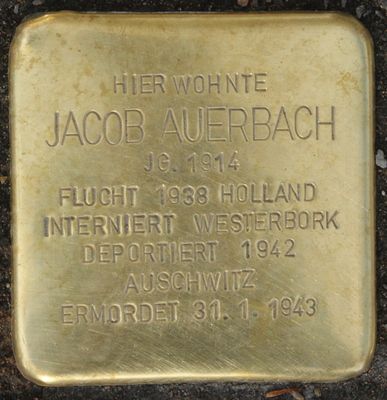 HIER WOHNTE
JACOB AUERBACH
JG. 1914
FLUCHT 1938 HOLLAND
INTERNIERT WESTERBORK
DEPORTIERT 1942
AUSCHWITZ
ERMORDET 31. 1. 1943